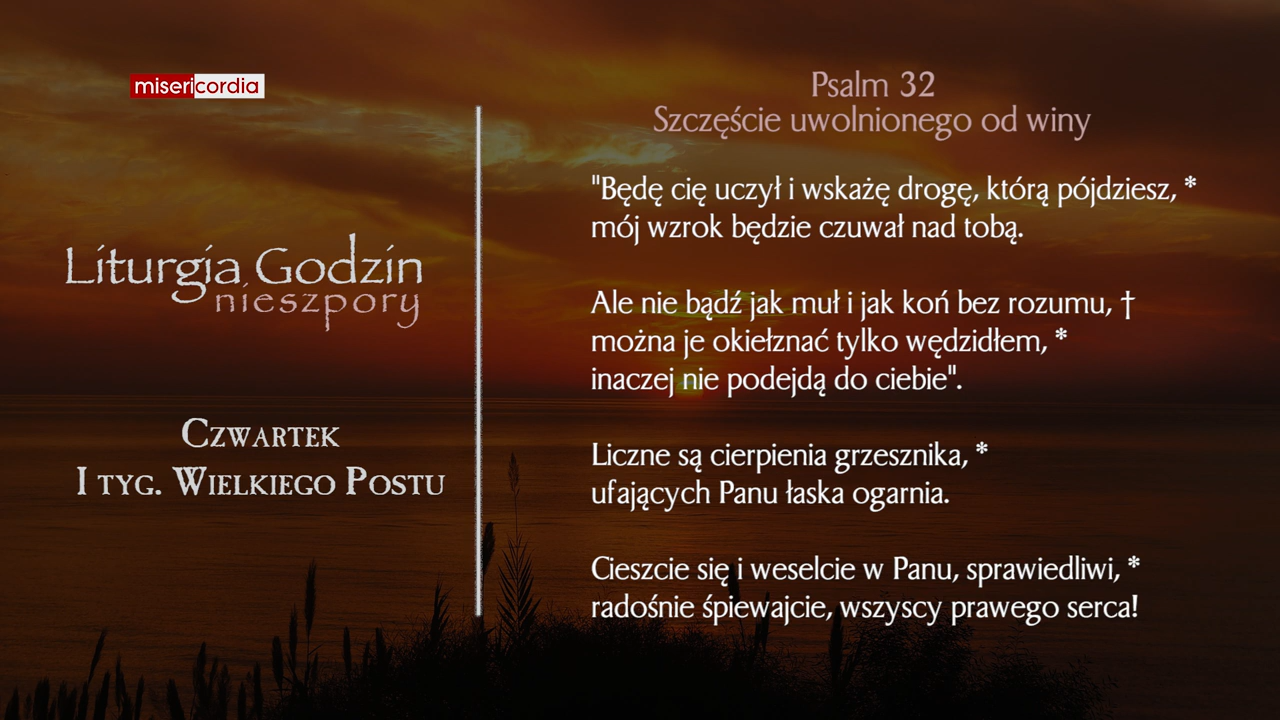 misericordia
Liturgia Godzin
nieszpory
Czwartek
I tyg. Wielkiego Postu
Psalm 32
Szczęście uwolnionego od winy
"Będę cię uczył i wskażę drogę, którą pójdziesz, *
mój wzrok będzie czuwał nad tobą.
Ale nie bądź jak muł i jak koń bez rozumu, †
można je okiełznać tylko wędzidłem, *
inaczej nie podejdą do ciebie".
Liczne są cierpienia grzesznika, *
ufających Panu łaska ogarnia.
Cieszcie się i weselcie w Panu, sprawiedliwi, *
radośnie śpiewajcie, wszyscy prawego serca!